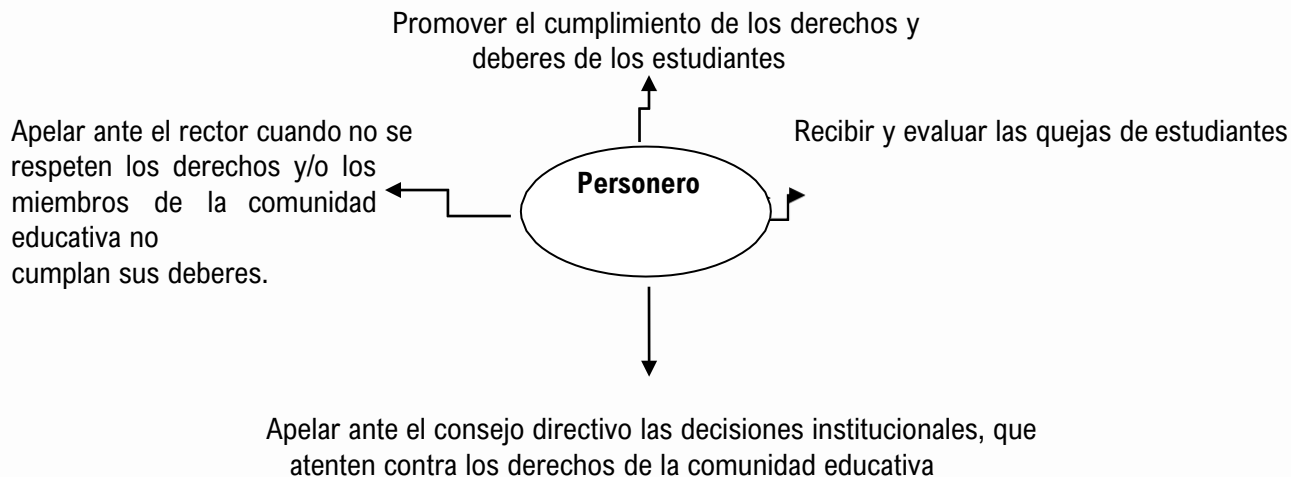 Promover el cumplimiento de los derechos y
deberes de los estudiantes
Apelar ante el rector cuando no se
respeten los derechos y/o los
miembros de la comunidad
educativa no
cumplan sus deberes.
Personero
Recibir y evaluar las quejas de estudiantes
Apelar ante el consejo directivo las decisiones institucionales, que
atenten contra los derechos de la comunidad educativa